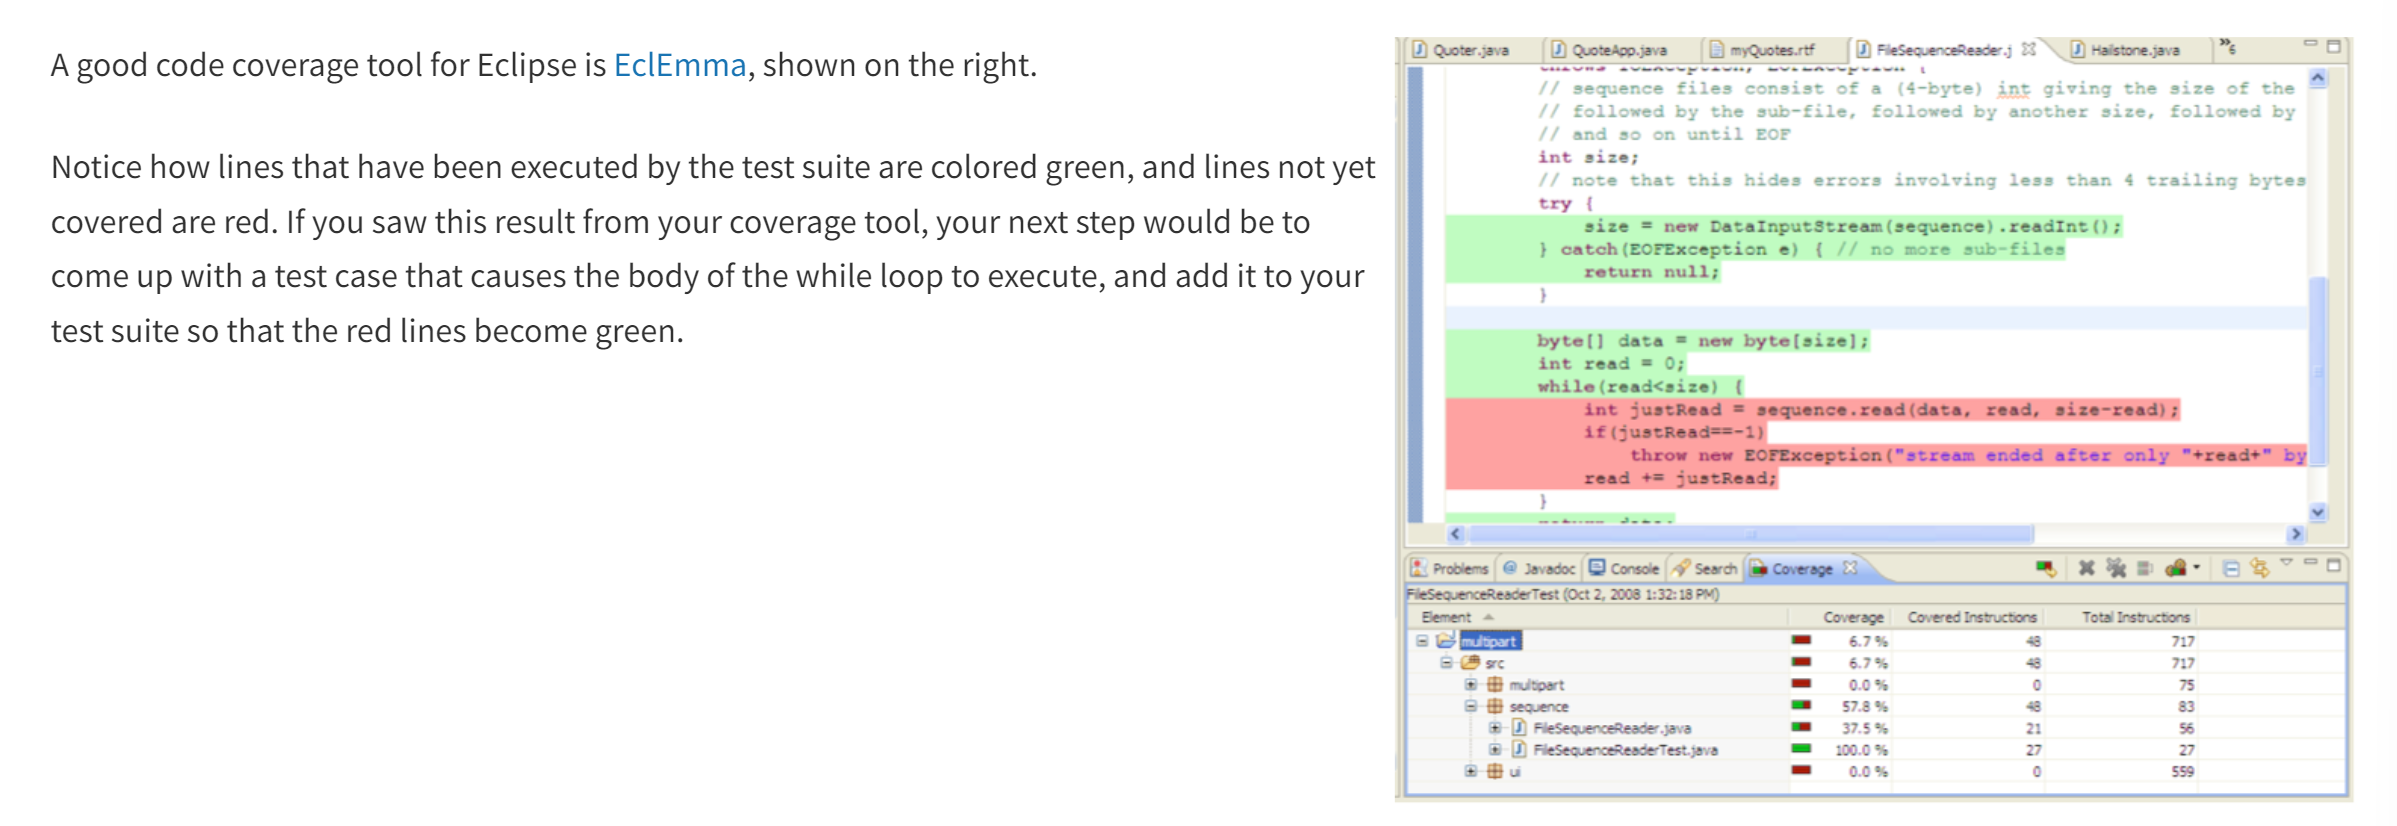 A good code coverage tool for Eclipse is EclEmma, shown on the right.
Notice how lines that have been executed by the test suite are colored green, and lines not yet
covered are red. If you saw this result from your coverage tool, your next step would be to
come up with a test case that causes the body of the while loop to execute, and add it to your
test suite so that the red lines become green.
Quoter.java QuoteApp.java myQuotes.rtf FileSequenceReader.j Hailstone.java »6
// sequence files consist of a (4-byte) int giving the size of the
// followed by the sub-file, followed by another size, followed by
// and so on until EOF
int size;
// note that this hides errors involving less than 4 trailing bytes
try {
size = new DataInputStream(sequence).readInt();
} catch(EOFException e) { // no more sub-files
return null;
}
byte[] data = new byte[size];
int read = 0;
while(read<size) {
int justRead = sequence.read(data, read, size-read);
if(justRead==-1)
throw new EOFException("stream ended after only "+read+" by
read += justRead;
}
Problems @ Javadoc Console Search Coverage
FileSequenceReaderTest (Oct 2, 2008 1:32:18 PM)
Element Coverage Covered Instructions Total Instructions
multipart 6.7 % 48 717
src 6.7 % 48 717
multipart 0.0 % 0 75
sequence 57.8 % 48 83
FileSequenceReader.java 37.5 % 21 56
FileSequenceReaderTest.java 100.0 % 27 27
ui 0.0 % 0 559